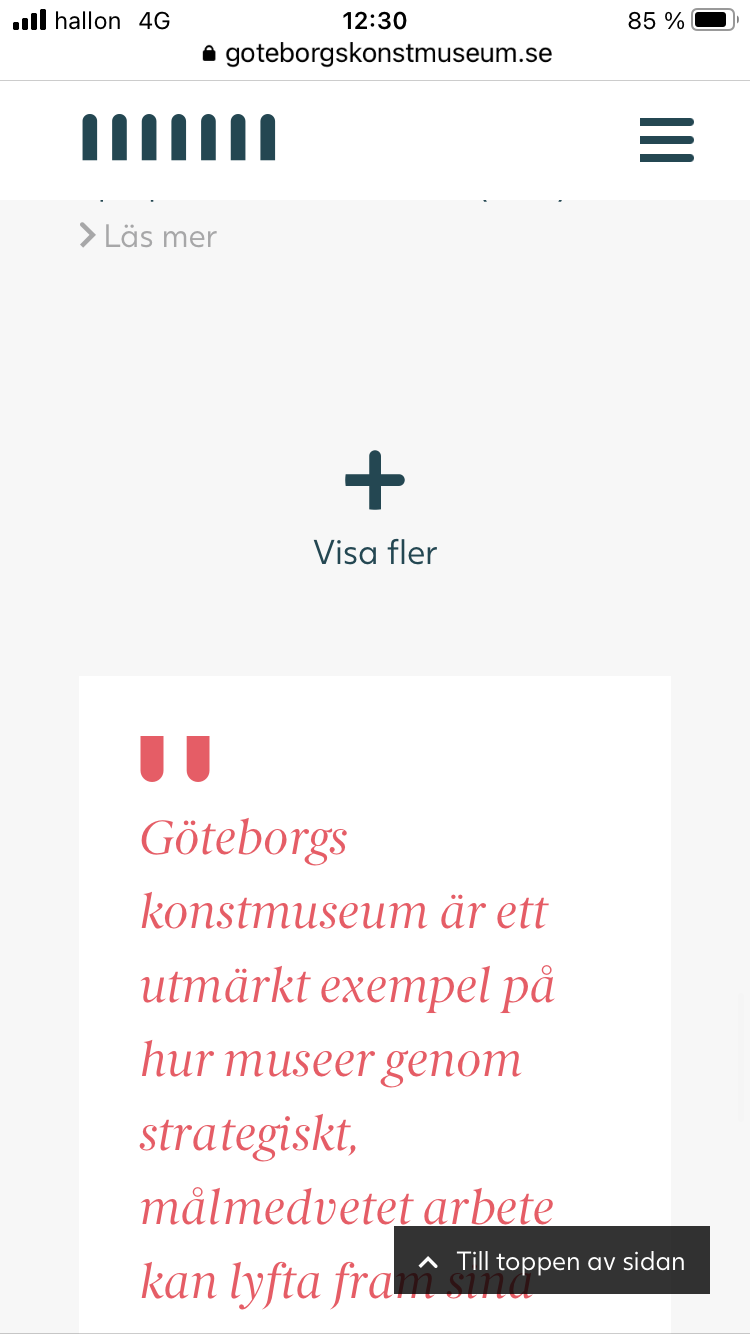 hallon 4G 12:30 85 %
goteborgskonstmuseum.se
Läs mer
Visa fler
Göteborgs
konstmuseum är ett
utmärkt exempel på
hur museer genom
strategiskt,
målmedvetet arbete
kan lyfta fram sina
Till toppen av sidan